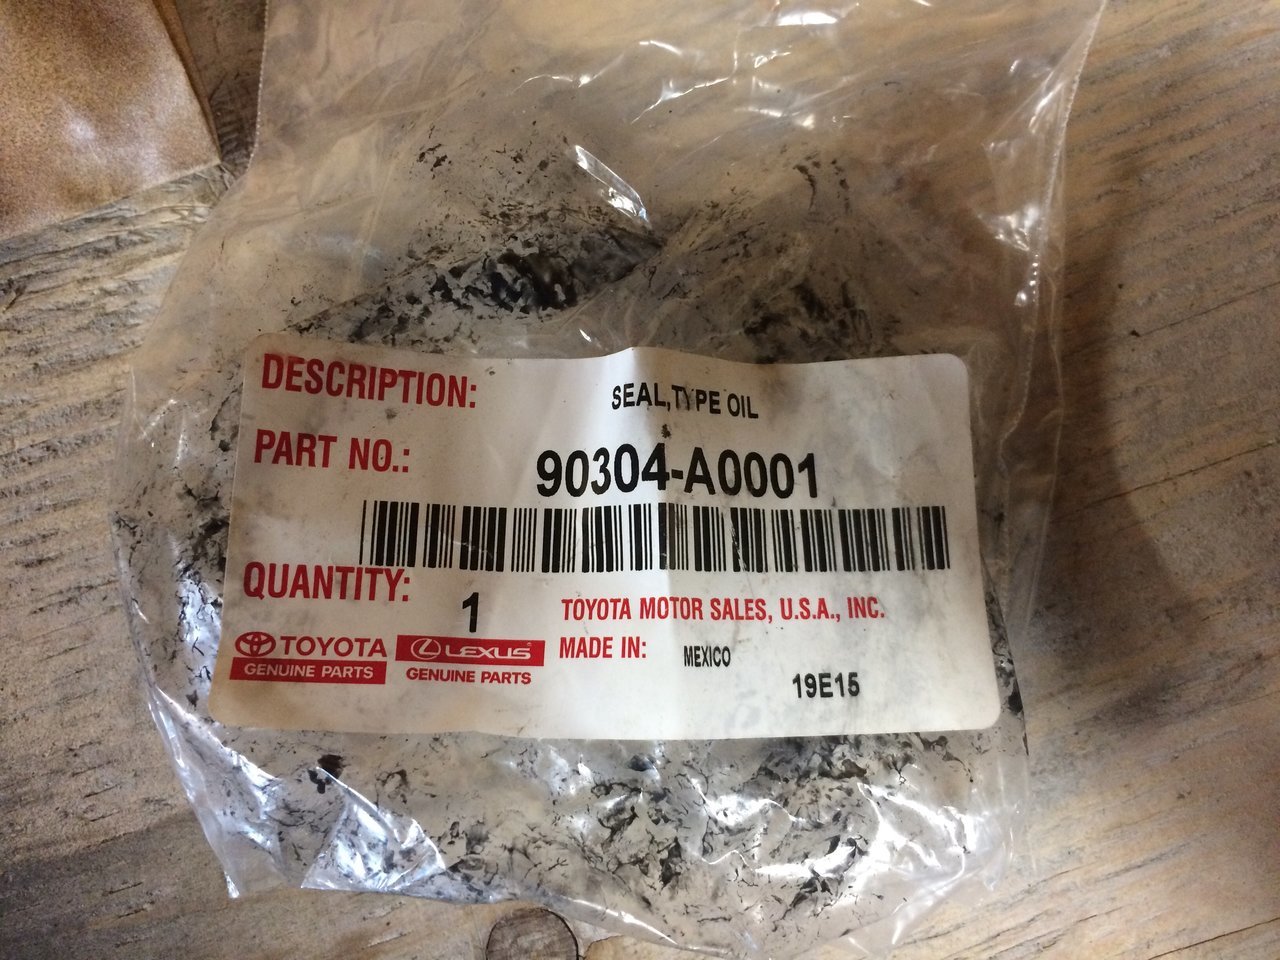 DESCRIPTION: SEAL,TYPE OIL
PART NO.: 90304-A0001
QUANTITY: 1
TOYOTA MOTOR SALES, U.S.A., INC.
TOYOTA
GENUINE PARTS
LEXUS
GENUINE PARTS
MADE IN: MEXICO
19E15